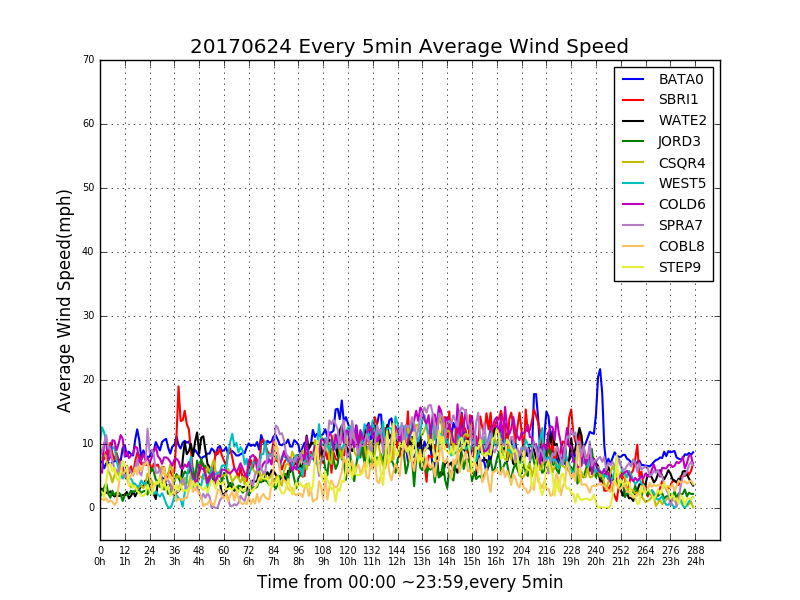 20170624 Every 5min Average Wind Speed
Average Wind Speed(mph)
70
60
50
40
30
20
10
0
BATA0
SBRI1
WATE2
JORD3
CSQR4
WEST5
COLD6
SPRA7
COBL8
STEP9
0 12 24 36 48 60 72 84 96 108 120 132 144 156 168 180 192 204 216 228 240 252 264 276 288
0h 1h 2h 3h 4h 5h 6h 7h 8h 9h 10h 11h 12h 13h 14h 15h 16h 17h 18h 19h 20h 21h 22h 23h 24h
Time from 00:00 ~23:59,every 5min